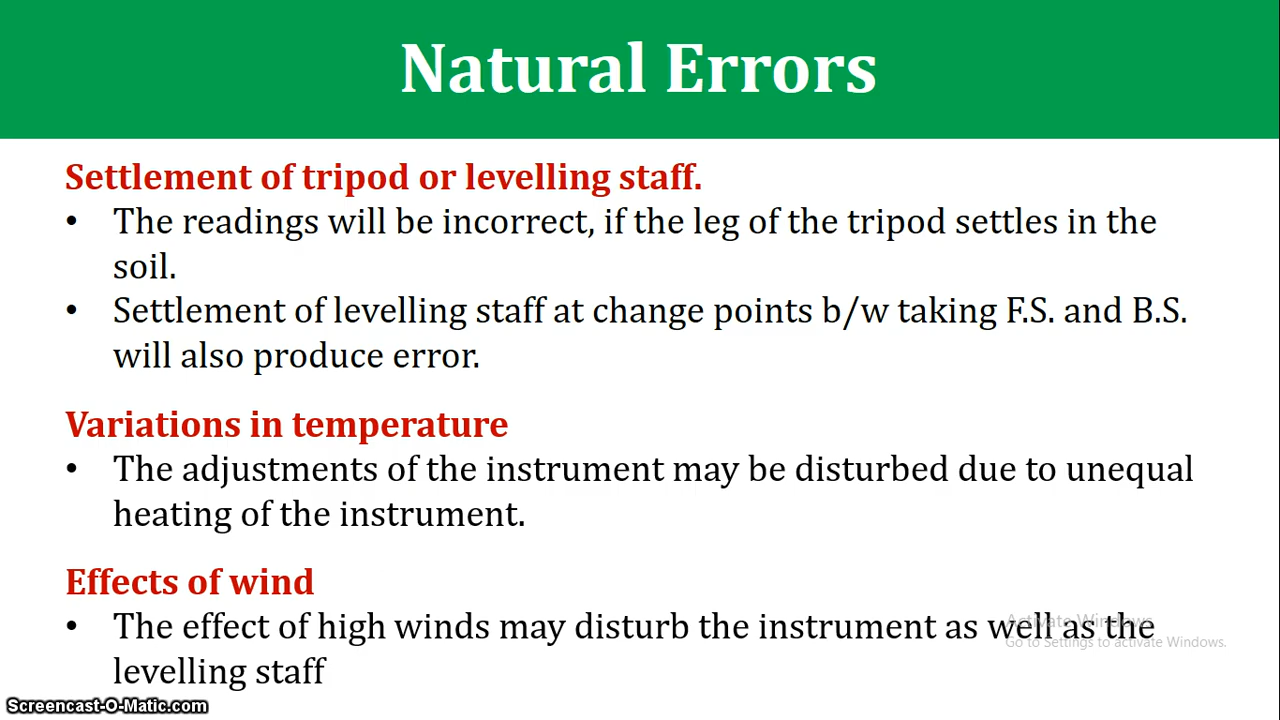 Natural Errors
Settlement of tripod or levelling staff.
• The readings will be incorrect, if the leg of the tripod settles in the
soil.
• Settlement of levelling staff at change points b/w taking F.S. and B.S.
will also produce error.
Variations in temperature
• The adjustments of the instrument may be disturbed due to unequal
heating of the instrument.
Effects of wind
• The effect of high winds may disturb the instrument as well as the
levelling staff
Activate Windows
Go to Settings to activate Windows.
Screencast-O-Matic.com